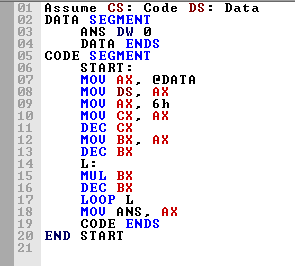 01 Assume CS: Code DS: Data
02 DATA SEGMENT
03 ANS DW 0
04 DATA ENDS
05 CODE SEGMENT
06 START:
07 MOV AX, @DATA
08 MOV DS, AX
09 MOV AX, 6h
10 MOV CX, AX
11 DEC CX
12 MOV BX, AX
13 DEC BX
14 L:
15 MUL BX
16 DEC BX
17 LOOP L
18 MOV ANS, AX
19 CODE ENDS
20 END START
21